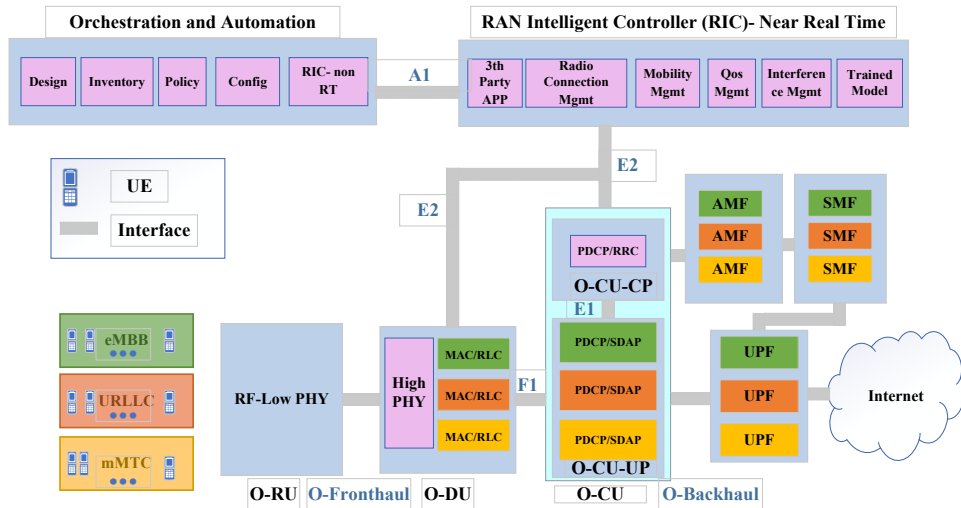 Orchestration and Automation
RAN Intelligent Controller (RIC)- Near Real Time
Design
Inventory
Policy
Config
RIC- non
RT
A1
3th
Party
APP
Radio
Connection
Mgmt
Mobility
Mgmt
Qos
Mgmt
Interferen
ce Mgmt
Trained
Model
UE
Interface
E2
E2
PDCP/RRC
O-CU-CP
E1
AMF
AMF
AMF
SMF
SMF
SMF
eMBB
URLLC
mMTC
RF-Low PHY
High
PHY
MAC/RLC
MAC/RLC
MAC/RLC
F1
PDCP/SDAP
PDCP/SDAP
PDCP/SDAP
O-CU-UP
UPF
UPF
UPF
Internet
O-RU
O-Fronthaul
O-DU
O-CU
O-Backhaul